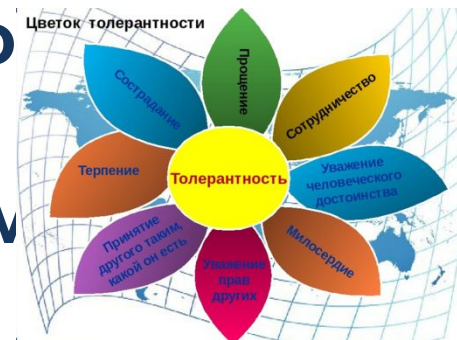 Цветок толерантности
Прощение
Сотрудничество
Уважение
человеческого
достоинства
Милосердие
Уважение
прав
других
Принятие
другого таким,
какой он есть
Терпение
Сострадание
Толерантность